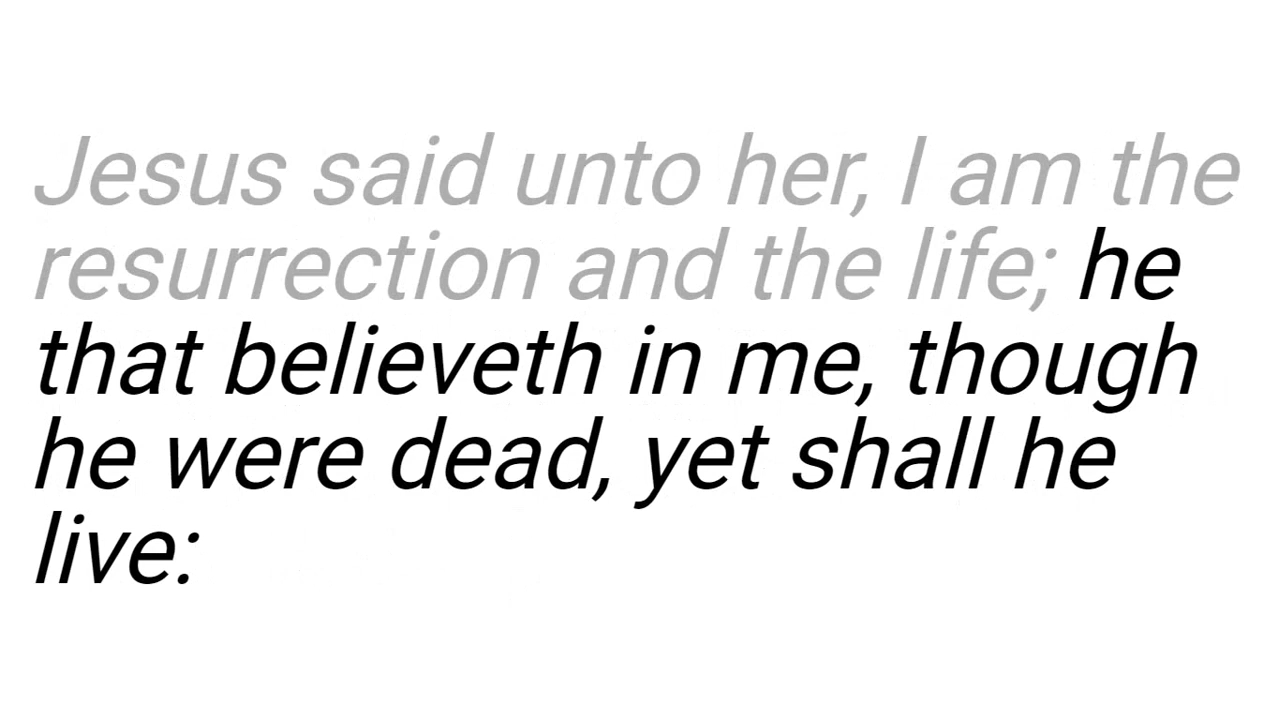 Jesus said unto her, I am the
resurrection and the life; he
that believeth in me, though
he were dead, yet shall he
live: